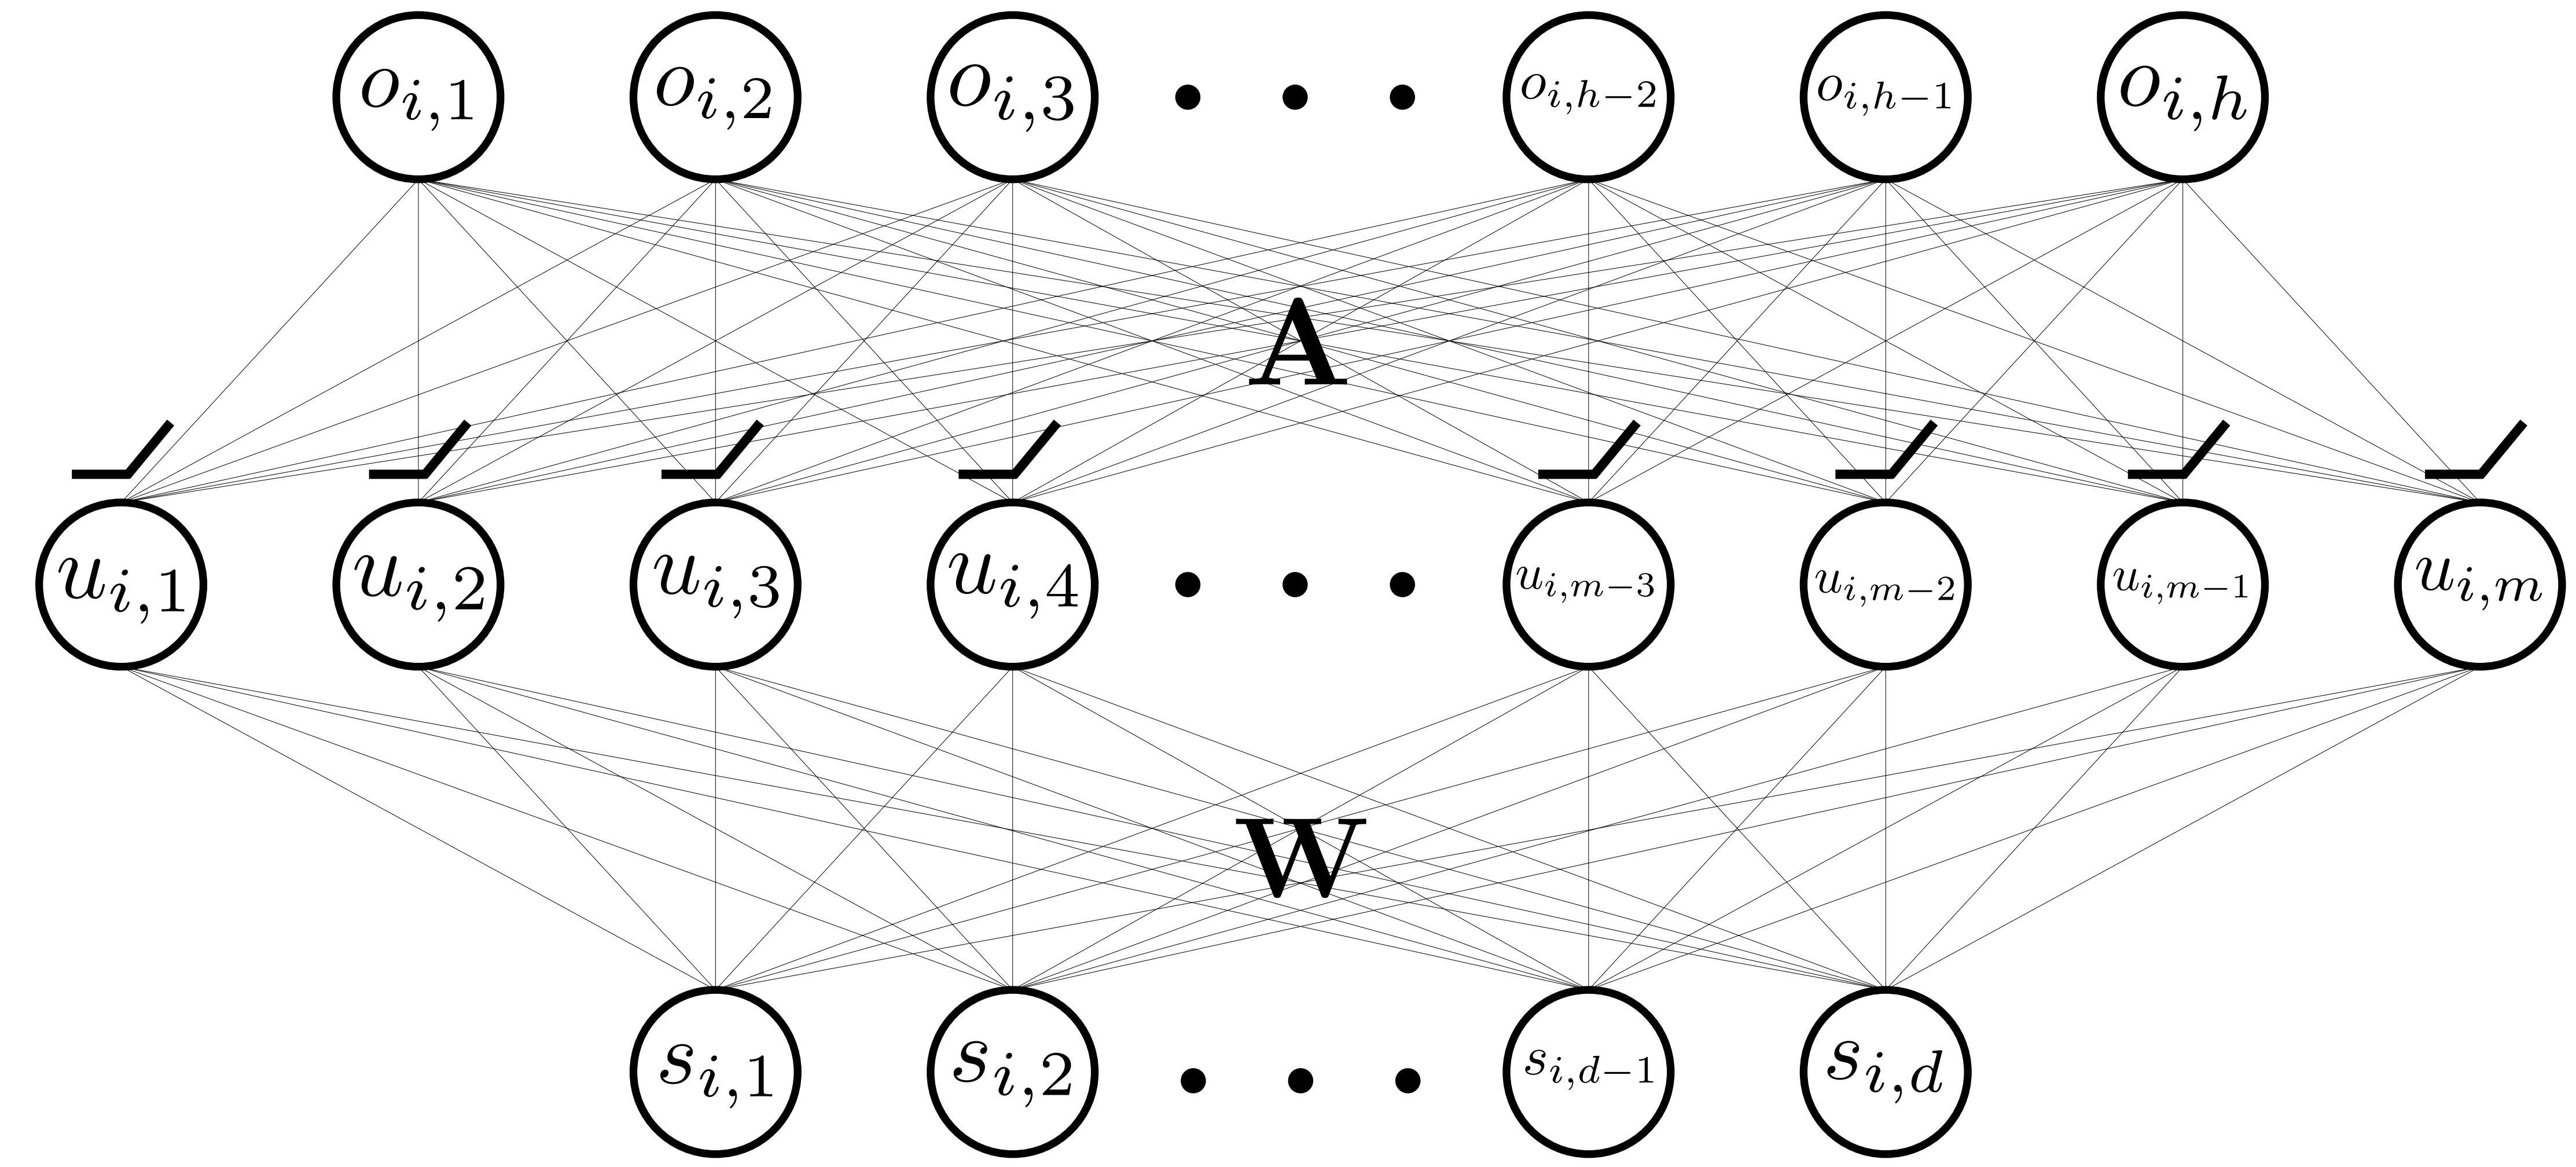 o_{i,1} o_{i,2} o_{i,3} • • • o_{i,h−2} o_{i,h−1} o_{i,h}
A
u_{i,1} u_{i,2} u_{i,3} u_{i,4} • • • u_{i,m−3} u_{i,m−2} u_{i,m−1} u_{i,m}
W
s_{i,1} s_{i,2} • • • s_{i,d−1} s_{i,d}